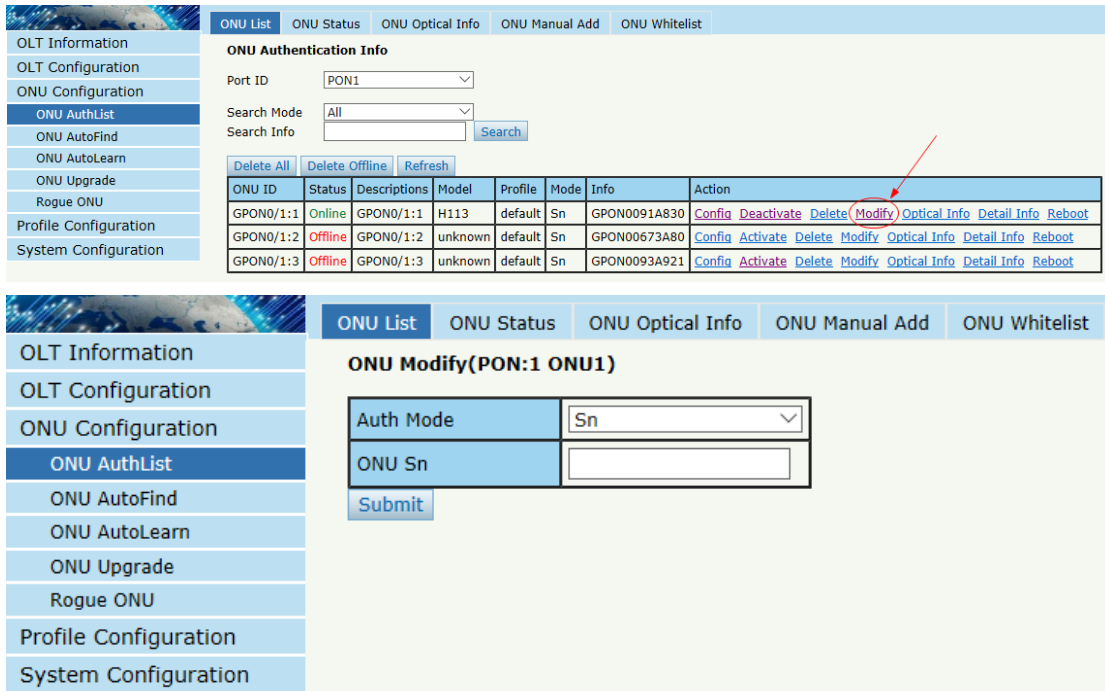 ONU List ONU Status ONU Optical Info ONU Manual Add ONU Whitelist
OLT Information
OLT Configuration
ONU Configuration
ONU AuthList
ONU AutoFind
ONU AutoLearn
ONU Upgrade
Rogue ONU
Profile Configuration
System Configuration
ONU Authentication Info
Port ID PON1
Search Mode All
Search Info Search
Delete All Delete Offline Refresh
ONU ID Status Descriptions Model Profile Mode Info Action
GPON0/1:1 Online GPON0/1:1 H113 default Sn GPON0091A830 Config Deactivate Delete Modify Optical Info Detail Info Reboot
GPON0/1:2 Offline GPON0/1:2 unknown default Sn GPON00673A80 Config Activate Delete Modify Optical Info Detail Info Reboot
GPON0/1:3 Offline GPON0/1:3 unknown default Sn GPON0093A921 Config Activate Delete Modify Optical Info Detail Info Reboot
ONU List ONU Status ONU Optical Info ONU Manual Add ONU Whitelist
OLT Information
OLT Configuration
ONU Configuration
ONU AuthList
ONU AutoFind
ONU AutoLearn
ONU Upgrade
Rogue ONU
Profile Configuration
System Configuration
ONU Modify(PON:1 ONU1)
Auth Mode Sn
ONU Sn
Submit